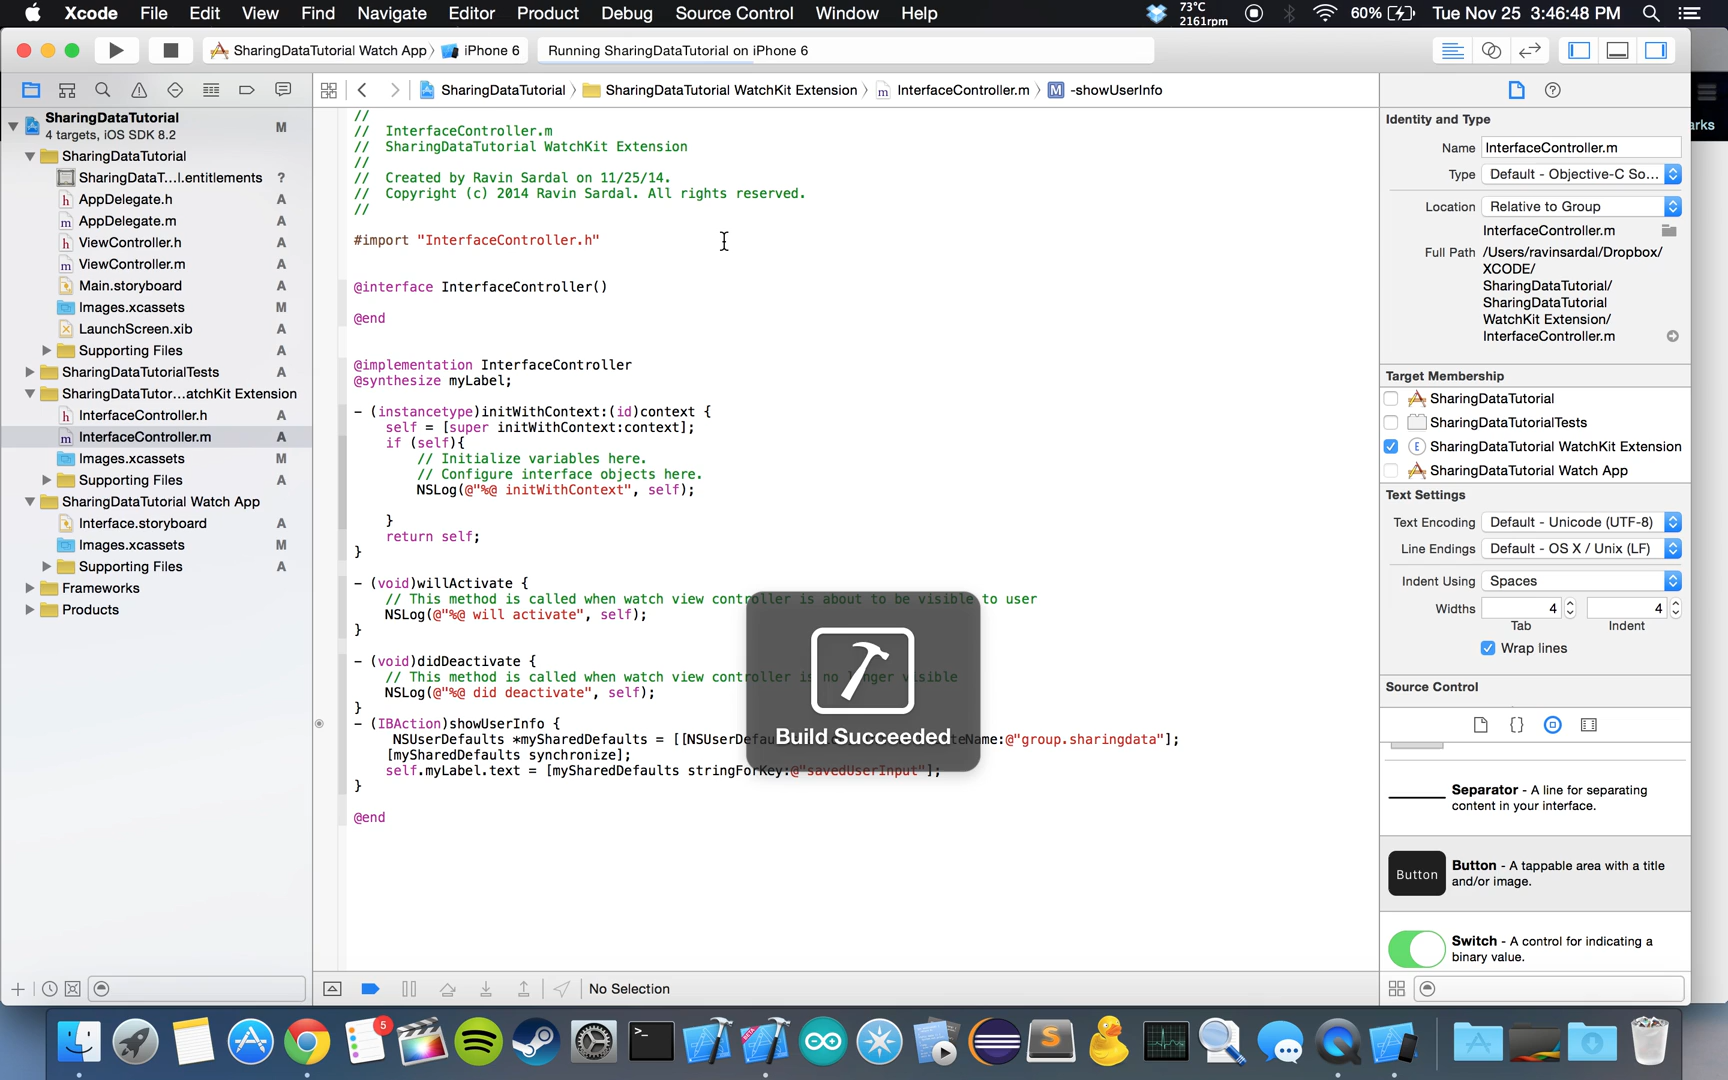 Xcode File Edit View Find Navigate Editor Product Debug Source Control Window Help
73°C
2161rpm
60%
Tue Nov 25 3:46:48 PM
SharingDataTutorial Watch App
iPhone 6
Running SharingDataTutorial on iPhone 6
SharingDataTutorial
4 targets, iOS SDK 8.2
M
SharingDataTutorial
SharingDataT...l.entitlements ?
AppDelegate.h A
AppDelegate.m A
ViewController.h A
ViewController.m A
Main.storyboard A
Images.xcassets M
LaunchScreen.xib A
Supporting Files A
SharingDataTutorialTests A
SharingDataTutor...atchKit Extension
InterfaceController.h A
InterfaceController.m A
Images.xcassets M
Supporting Files A
SharingDataTutorial Watch App
Interface.storyboard A
Images.xcassets M
Supporting Files A
Frameworks
Products
SharingDataTutorial SharingDataTutorial WatchKit Extension InterfaceController.m M -showUserInfo
//
// InterfaceController.m
// SharingDataTutorial WatchKit Extension
//
// Created by Ravin Sardal on 11/25/14.
// Copyright (c) 2014 Ravin Sardal. All rights reserved.
//
#import "InterfaceController.h"
@interface InterfaceController()
@end
@implementation InterfaceController
@synthesize myLabel;
- (instancetype)initWithContext:(id)context {
self = [super initWithContext:context];
if (self){
// Initialize variables here.
// Configure interface objects here.
NSLog(@"%@ initWithContext", self);
}
return self;
}
- (void)willActivate {
// This method is called when watch view controller is about to be visible to user
NSLog(@"%@ will activate", self);
}
- (void)didDeactivate {
// This method is called when watch view controller is no longer visible
NSLog(@"%@ did deactivate", self);
}
- (IBAction)showUserInfo {
NSUserDefaults *mySharedDefaults = [[NSUserDefau teName:@"group.sharingdata"];
[mySharedDefaults synchronize];
self.myLabel.text = [mySharedDefaults stringForKey:@"savedUserInput"];
}
@end
Build Succeeded
No Selection
Identity and Type
Name InterfaceController.m
Type Default - Objective-C So...
Location Relative to Group
InterfaceController.m
Full Path /Users/ravinsardal/Dropbox/
XCODE/
SharingDataTutorial/
SharingDataTutorial
WatchKit Extension/
InterfaceController.m
Target Membership
SharingDataTutorial
SharingDataTutorialTests
E SharingDataTutorial WatchKit Extension
SharingDataTutorial Watch App
Text Settings
Text Encoding Default - Unicode (UTF-8)
Line Endings Default - OS X / Unix (LF)
Indent Using Spaces
Widths 4 4
Tab Indent
Wrap lines
Source Control
Separator - A line for separating
content in your interface.
Button
Button - A tappable area with a title
and/or image.
Switch - A control for indicating a
binary value.
arks
5